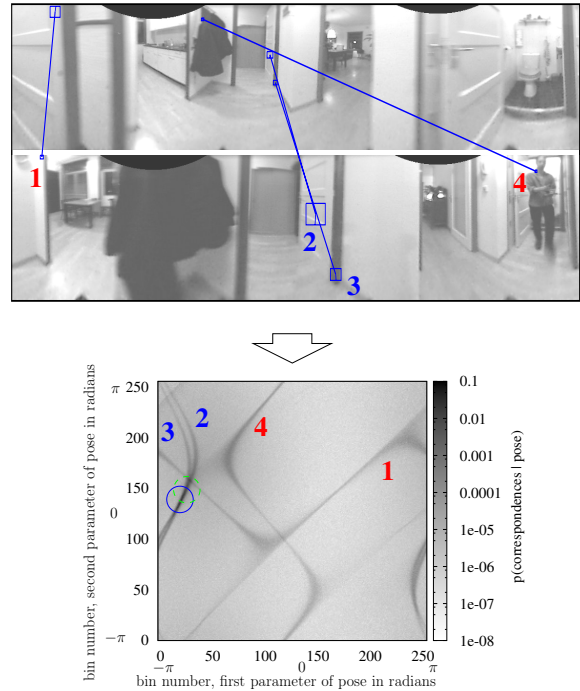 1
4
2
3
bin number, second parameter of pose in radians
π 250
200
150
0
100
50
−π 0
3
2
4
1
0 50 100 150 200 250
−π 0 π
bin number, first parameter of pose in radians
0.1
0.01
0.001
0.0001
1e-05
1e-06
1e-07
1e-08
p(correspondences | pose)